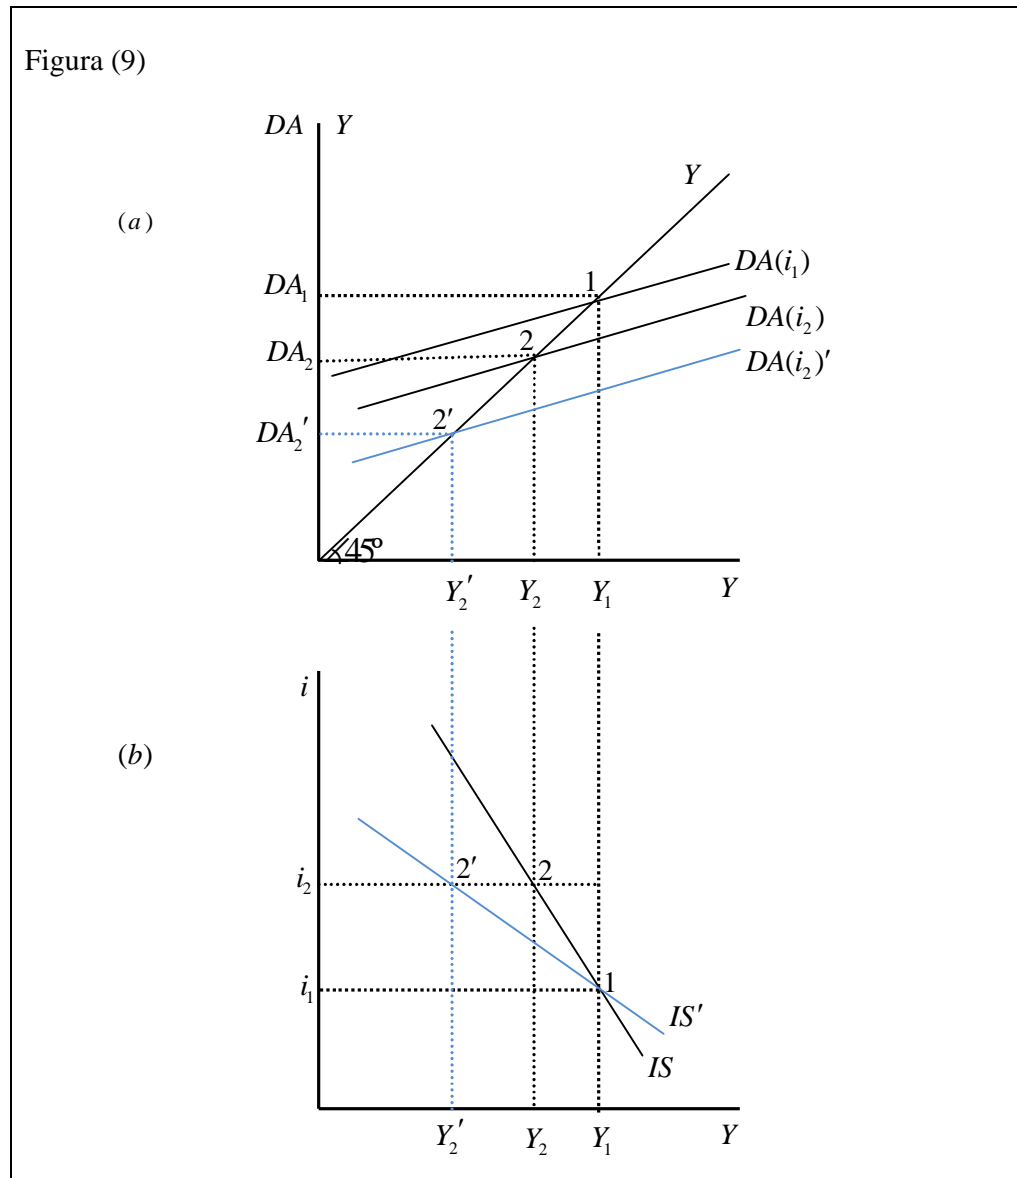 Figura (9)
DA Y
Y
(a)
DA(i₁)
DA₁
1
DA(i₂)
2
DA₂
DA(i₂)'
2'
DA₂'
45º
Y₂' Y₂ Y₁ Y
i
(b)
i₂
2' 2
i₁
1
IS'
IS
Y₂' Y₂ Y₁ Y